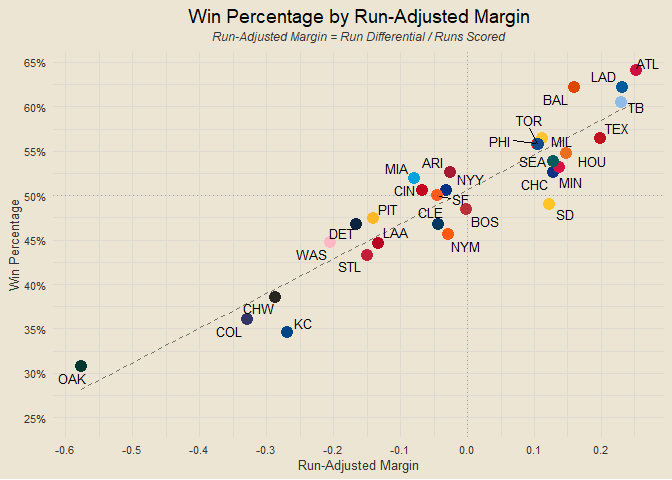 Win Percentage by Run-Adjusted Margin
Run-Adjusted Margin = Run Differential / Runs Scored
65%
ATL
LAD
BAL
TB
60%
TOR
TEX
PHI
MIL
55%
SEA
HOU
MIA
ARI
NYY
CHC
MIN
CIN
SF
50%
PIT
CLE
BOS
SD
DET
LAA
45%
WAS
NYM
STL
40%
CHW
COL
KC
35%
30%
OAK
25%
Win Percentage
-0.6
-0.5
-0.4
-0.3
-0.2
-0.1
0.0
0.1
0.2
Run-Adjusted Margin